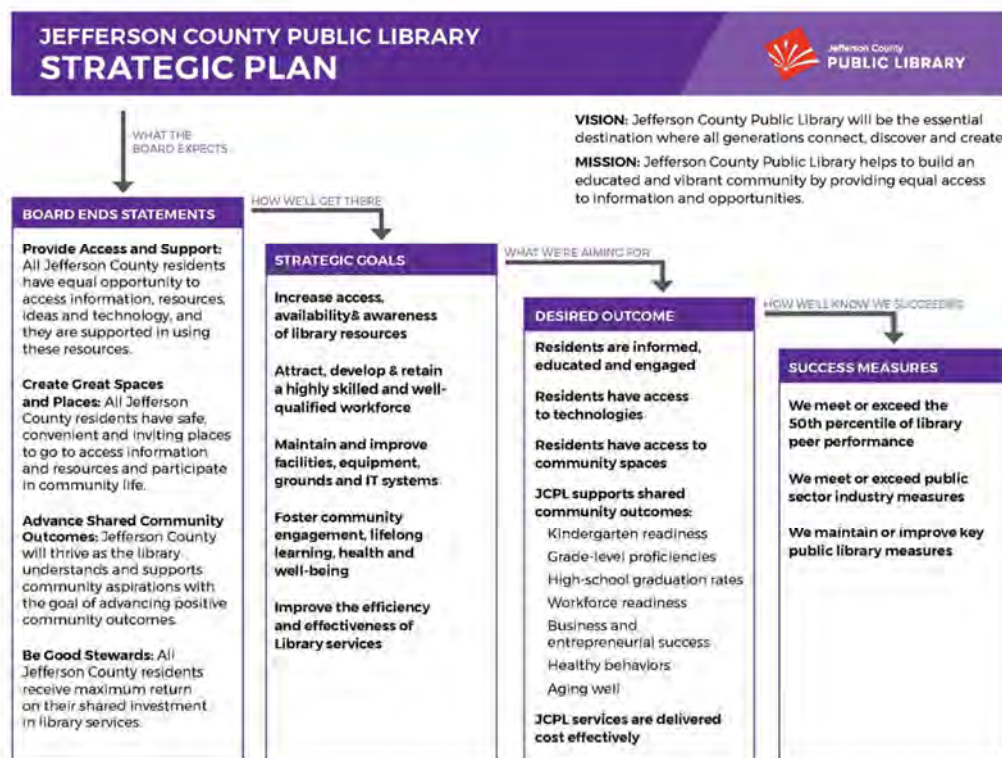 JEFFERSON COUNTY PUBLIC LIBRARY
STRATEGIC PLAN
Jefferson County
PUBLIC LIBRARY
VISION: Jefferson County Public Library will be the essential
destination where all generations connect, discover and create
MISSION: Jefferson County Public Library helps to build an
educated and vibrant community by providing equal access
to information and opportunities.
WHAT THE
BOARD EXPECTS
BOARD ENDS STATEMENTS
Provide Access and Support:
All Jefferson County residents
have equal opportunity to
access information, resources,
ideas and technology, and
they are supported in using
these resources.
Create Great Spaces
and Places: All Jefferson
County residents have safe,
convenient and inviting places
to go to access information
and resources and participate
in community life.
Advance Shared Community
Outcomes: Jefferson County
will thrive as the library
understands and supports
community aspirations with
the goal of advancing positive
community outcomes.
Be Good Stewards: All
Jefferson County residents
receive maximum return
on their shared investment
in library services.
HOW WE'LL GET THERE
STRATEGIC GOALS
Increase access,
availability& awareness
of library resources
Attract, develop & retain
a highly skilled and well-
qualified workforce
Maintain and improve
facilities, equipment,
grounds and IT systems
Foster community
engagement, lifelong
learning, health and
well-being
Improve the efficiency
and effectiveness of
Library services
WHAT WE'RE AIMING FOR
DESIRED OUTCOME
Residents are informed,
educated and engaged
Residents have access
to technologies
Residents have access to
community spaces
JCPL supports shared
community outcomes:
Kindergarten readiness
Grade-level proficiencies
High-school graduation rates
Workforce readiness
Business and
entrepreneurial success
Healthy behaviors
Aging well
JCPL services are delivered
cost effectively
HOW WE'LL KNOW WE SUCCEEDING
SUCCESS MEASURES
We meet or exceed the
50th percentile of library
peer performance
We meet or exceed public
sector industry measures
We maintain or improve key
public library measures